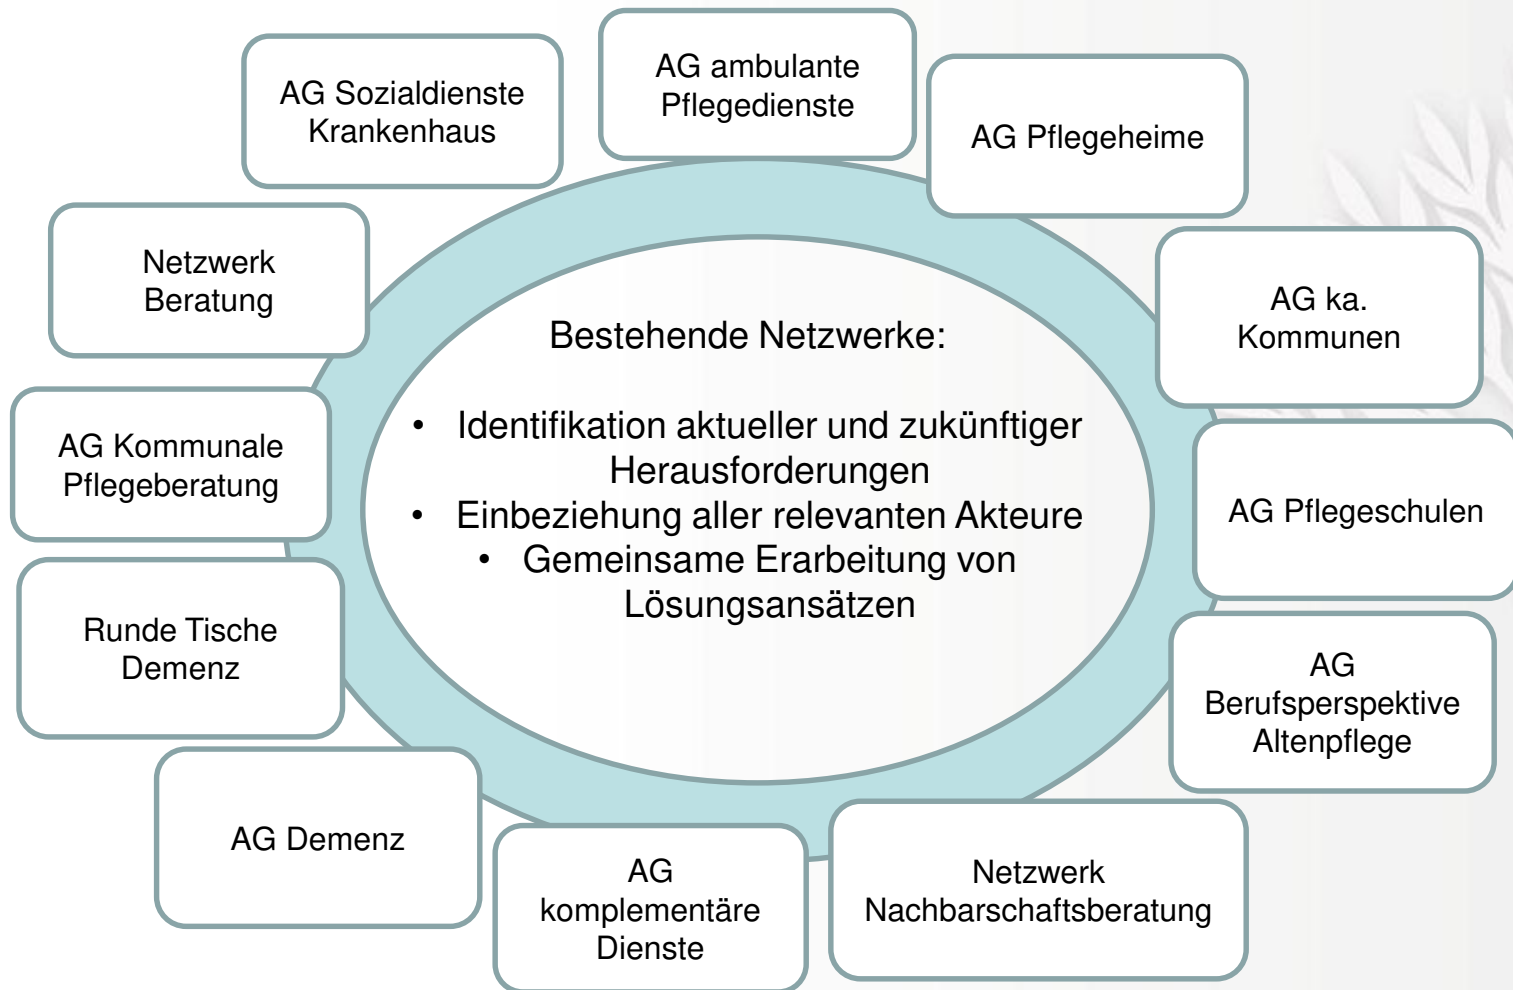 AG Sozialdienste
Krankenhaus
AG ambulante
Pflegedienste
AG Pflegeheime
Netzwerk
Beratung
AG ka.
Kommunen
Bestehende Netzwerke:
• Identifikation aktueller und zukünftiger
Herausforderungen
• Einbeziehung aller relevanten Akteure
• Gemeinsame Erarbeitung von
Lösungsansätzen
AG Kommunale
Pflegeberatung
AG Pflegeschulen
Runde Tische
Demenz
AG
Berufsperspektive
Altenpflege
AG Demenz
AG
komplementäre
Dienste
Netzwerk
Nachbarschaftsberatung